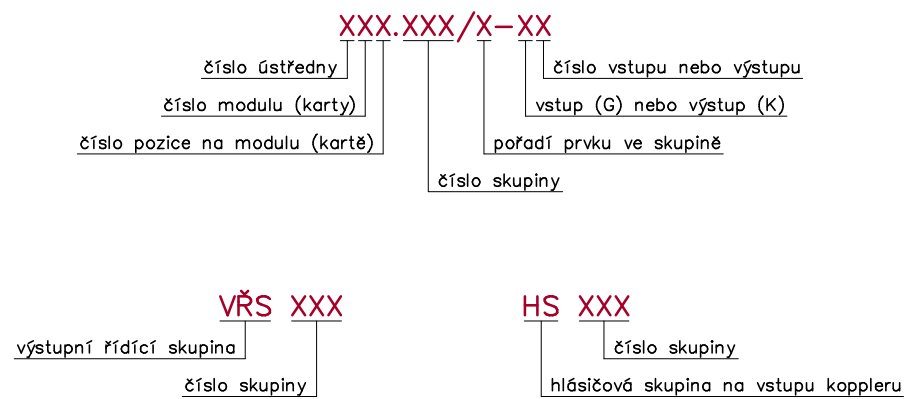 XXX.XXX/X-XX
číslo ústředny
číslo vstupu nebo výstupu
číslo modulu (karty)
vstup (G) nebo výstup (K)
číslo pozice na modulu (kartě)
pořadí prvku ve skupině
číslo skupiny
VŘS XXX
HS XXX
výstupní řídící skupina
číslo skupiny
číslo skupiny
hlásičová skupina na vstupu koppleru